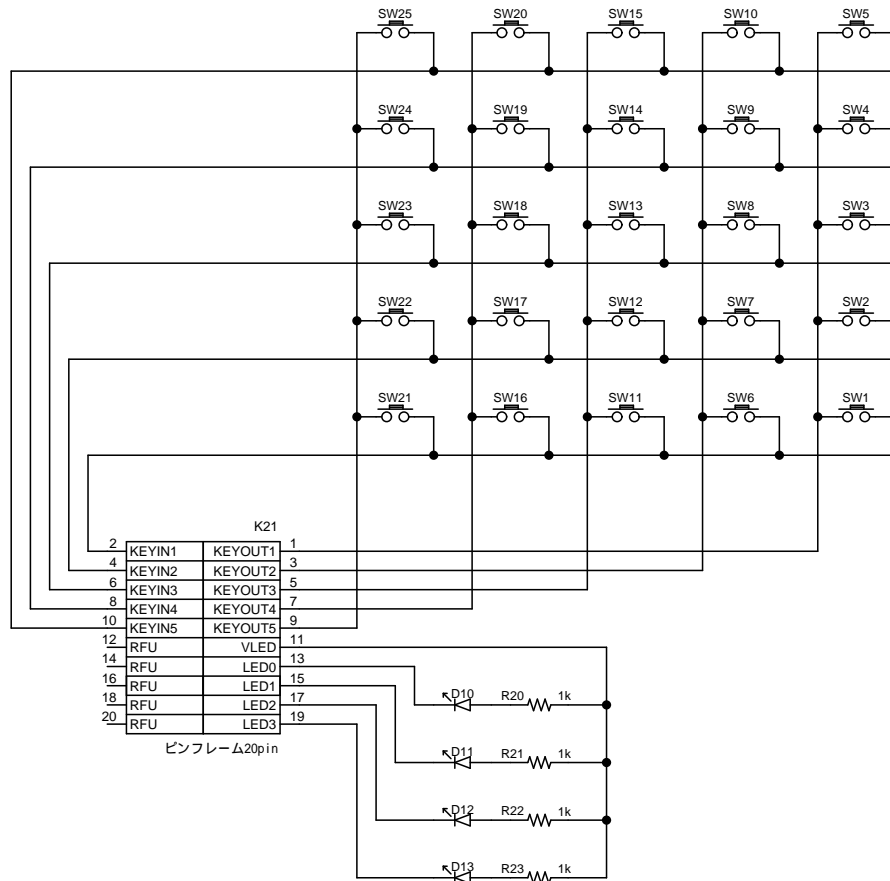 SW25 SW20 SW15 SW10 SW5
SW24 SW19 SW14 SW9 SW4
SW23 SW18 SW13 SW8 SW3
SW22 SW17 SW12 SW7 SW2
SW21 SW16 SW11 SW6 SW1
K21
2 KEYIN1 KEYOUT1 1
4 KEYIN2 KEYOUT2 3
6 KEYIN3 KEYOUT3 5
8 KEYIN4 KEYOUT4 7
10 KEYIN5 KEYOUT5 9
12 RFU VLED 11
14 RFU LED0 13
16 RFU LED1 15
18 RFU LED2 17
20 RFU LED3 19
ピンフレーム20pin
D10 R20 1k
D11 R21 1k
D12 R22 1k
D13 R23 1k